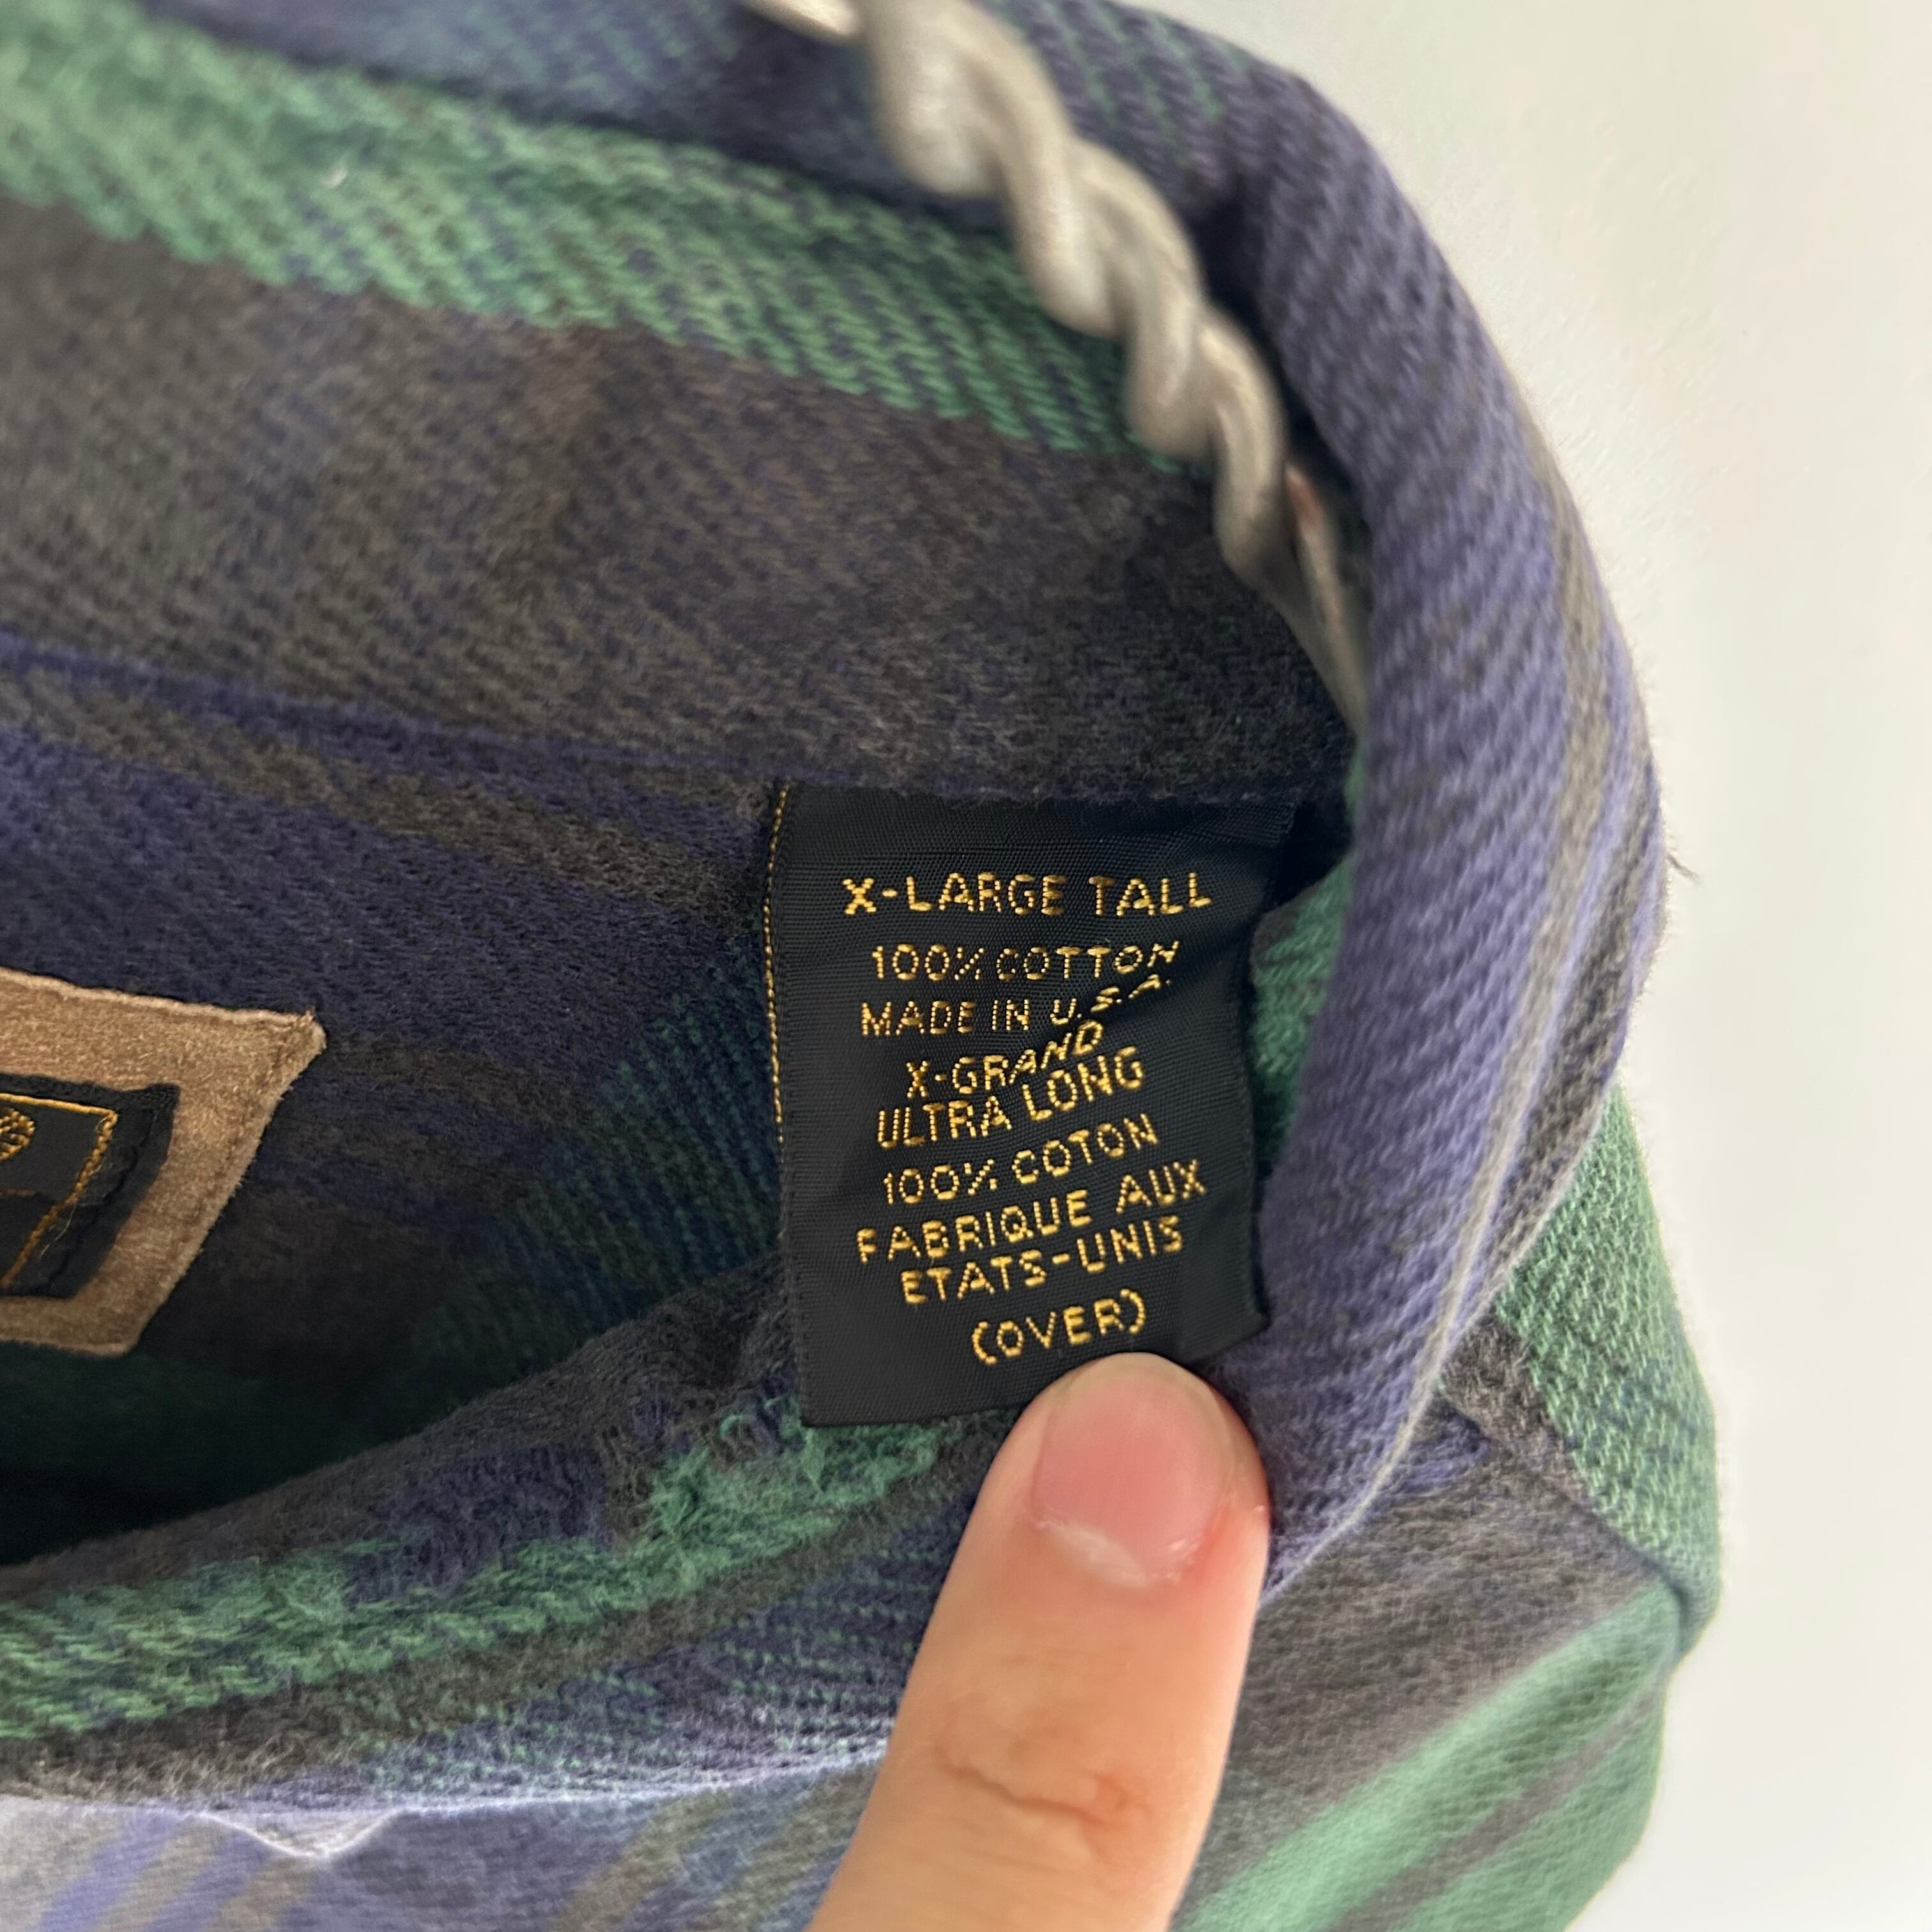 X-LARGE TALL
100% COTTON
MADE IN U.S.A.
X-GRAND
ULTRA LONG
100% COTON
FABRIQUE AUX
ETATS-UNIS
(OVER)